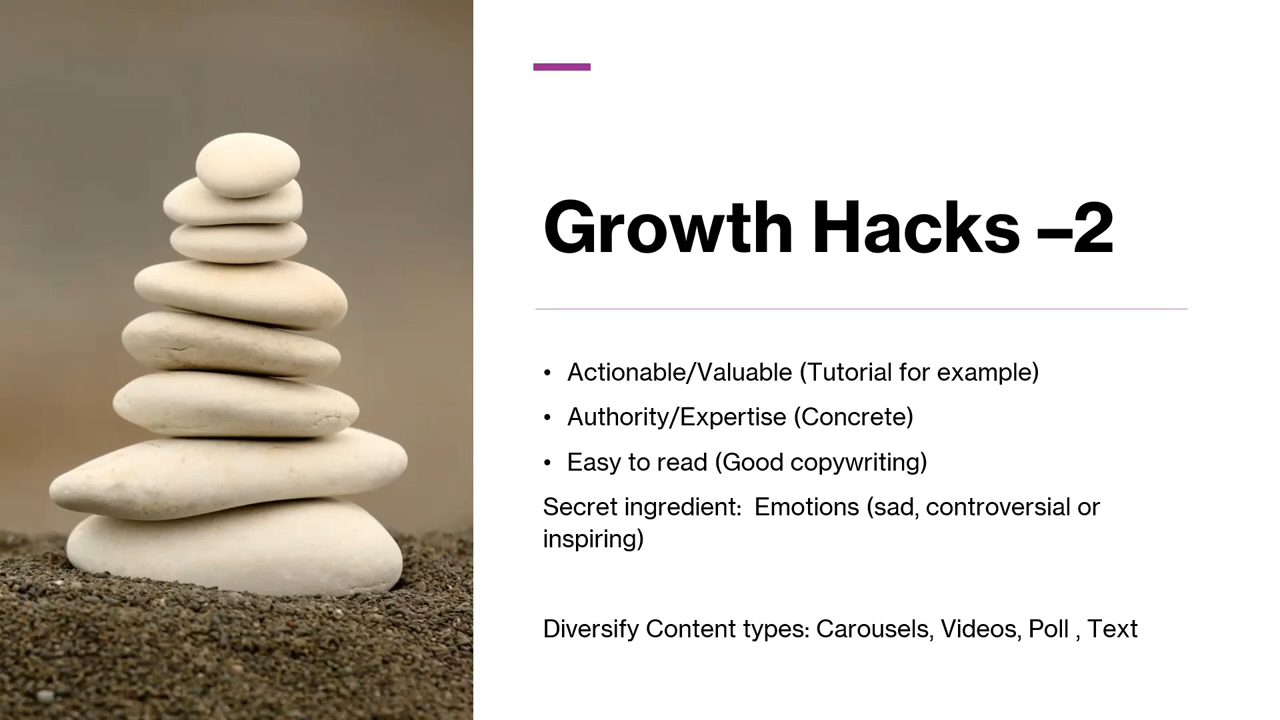 Growth Hacks –2
• Actionable/Valuable (Tutorial for example)
• Authority/Expertise (Concrete)
• Easy to read (Good copywriting)
Secret ingredient:  Emotions (sad, controversial or
inspiring)
Diversify Content types: Carousels, Videos, Poll , Text